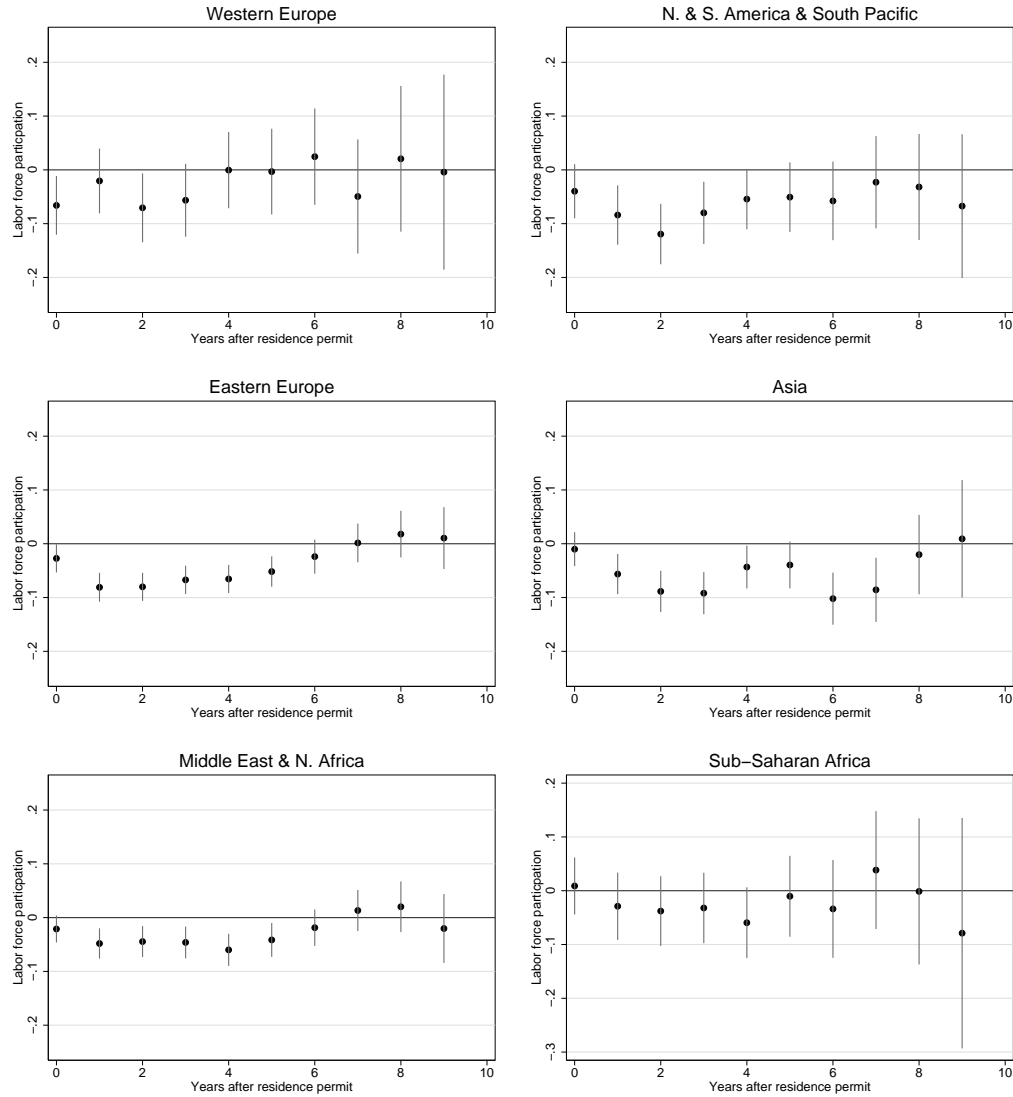 Western Europe
Labor force particpation
.2
.1
0
-.1
-.2
0 2 4 6 8 10
Years after residence permit
N. & S. America & South Pacific
Labor force particpation
.2
.1
0
-.1
-.2
0 2 4 6 8 10
Years after residence permit
Eastern Europe
Labor force particpation
.2
.1
0
-.1
-.2
0 2 4 6 8 10
Years after residence permit
Asia
Labor force particpation
.2
.1
0
-.1
-.2
0 2 4 6 8 10
Years after residence permit
Middle East & N. Africa
Labor force particpation
.2
.1
0
-.1
-.2
0 2 4 6 8 10
Years after residence permit
Sub-Saharan Africa
Labor force particpation
.2
.1
0
-.1
-.2
-.3
0 2 4 6 8 10
Years after residence permit